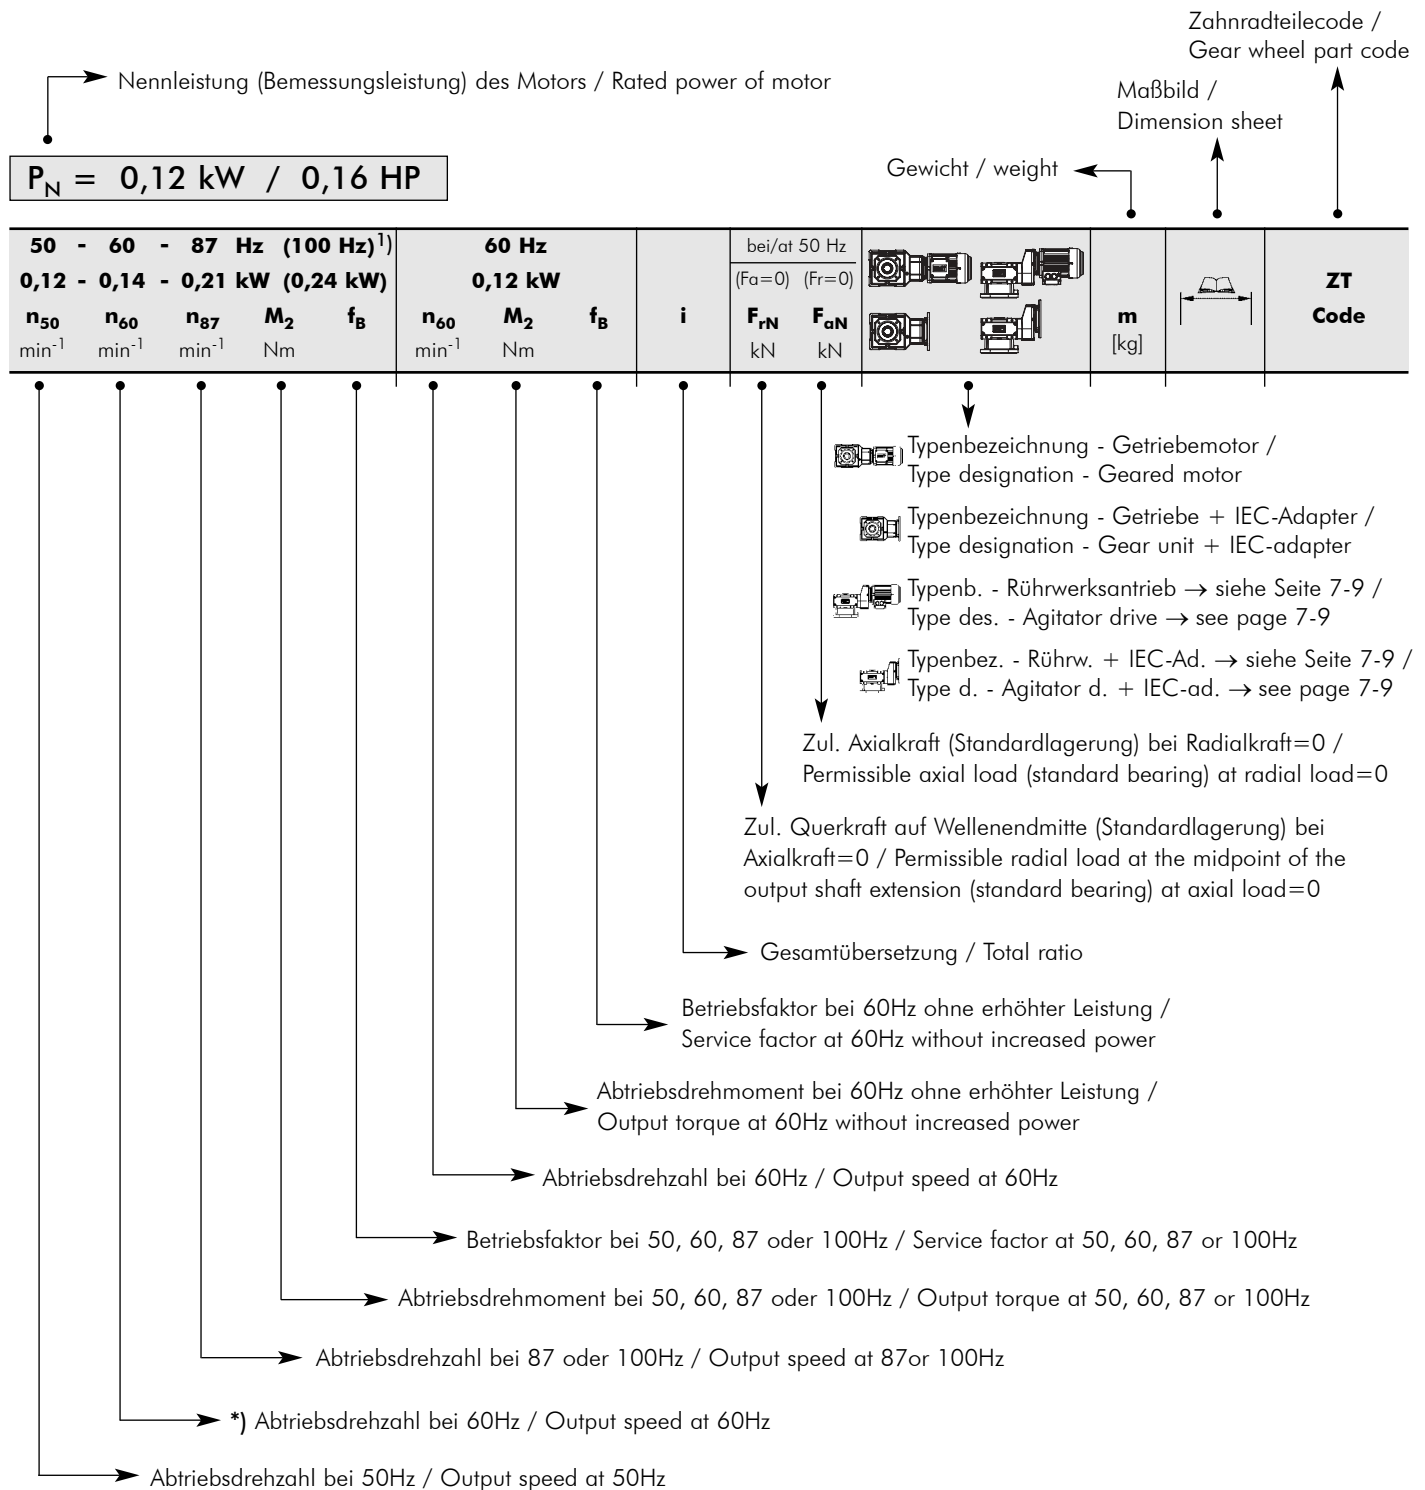 Zahnradteilecode /
Gear wheel part code
Nennleistung (Bemessungsleistung) des Motors / Rated power of motor
Maßbild /
Dimension sheet
Gewicht / weight
P_N = 0,12 kW / 0,16 HP
50 - 60 - 87 Hz (100 Hz)¹)
0,12 - 0,14 - 0,21 kW (0,24 kW)
n₅₀ n₆₀ n₈₇ M₂ f_B
min⁻¹ min⁻¹ min⁻¹ Nm
60 Hz
0,12 kW
n₆₀ M₂ f_B
min⁻¹ Nm
i
bei/at 50 Hz
(Fa=0) (Fr=0)
F_rN F_aN
kN kN
m
[kg]
ZT
Code
Typenbezeichnung - Getriebemotor /
Type designation - Geared motor
Typenbezeichnung - Getriebe + IEC-Adapter /
Type designation - Gear unit + IEC-adapter
Typenb. - Rührwerksantrieb → siehe Seite 7-9 /
Type des. - Agitator drive → see page 7-9
Typenbez. - Rührw. + IEC-Ad. → siehe Seite 7-9 /
Type d. - Agitator d. + IEC-ad. → see page 7-9
Zul. Axialkraft (Standardlagerung) bei Radialkraft=0 /
Permissible axial load (standard bearing) at radial load=0
Zul. Querkraft auf Wellenendmitte (Standardlagerung) bei
Axialkraft=0 / Permissible radial load at the midpoint of the
output shaft extension (standard bearing) at axial load=0
Gesamtübersetzung / Total ratio
Betriebsfaktor bei 60Hz ohne erhöhter Leistung /
Service factor at 60Hz without increased power
Abtriebsdrehmoment bei 60Hz ohne erhöhter Leistung /
Output torque at 60Hz without increased power
Abtriebsdrehzahl bei 60Hz / Output speed at 60Hz
Betriebsfaktor bei 50, 60, 87 oder 100Hz / Service factor at 50, 60, 87 or 100Hz
Abtriebsdrehmoment bei 50, 60, 87 oder 100Hz / Output torque at 50, 60, 87 or 100Hz
Abtriebsdrehzahl bei 87 oder 100Hz / Output speed at 87or 100Hz
*) Abtriebsdrehzahl bei 60Hz / Output speed at 60Hz
Abtriebsdrehzahl bei 50Hz / Output speed at 50Hz